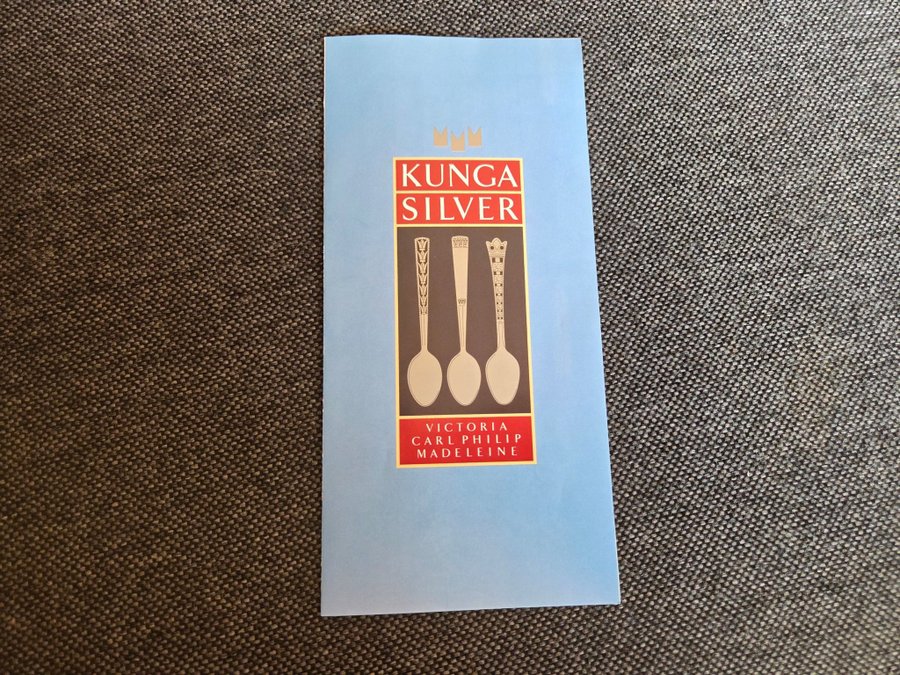 KUNGA
SILVER
VICTORIA
CARL PHILIP
MADELEINE